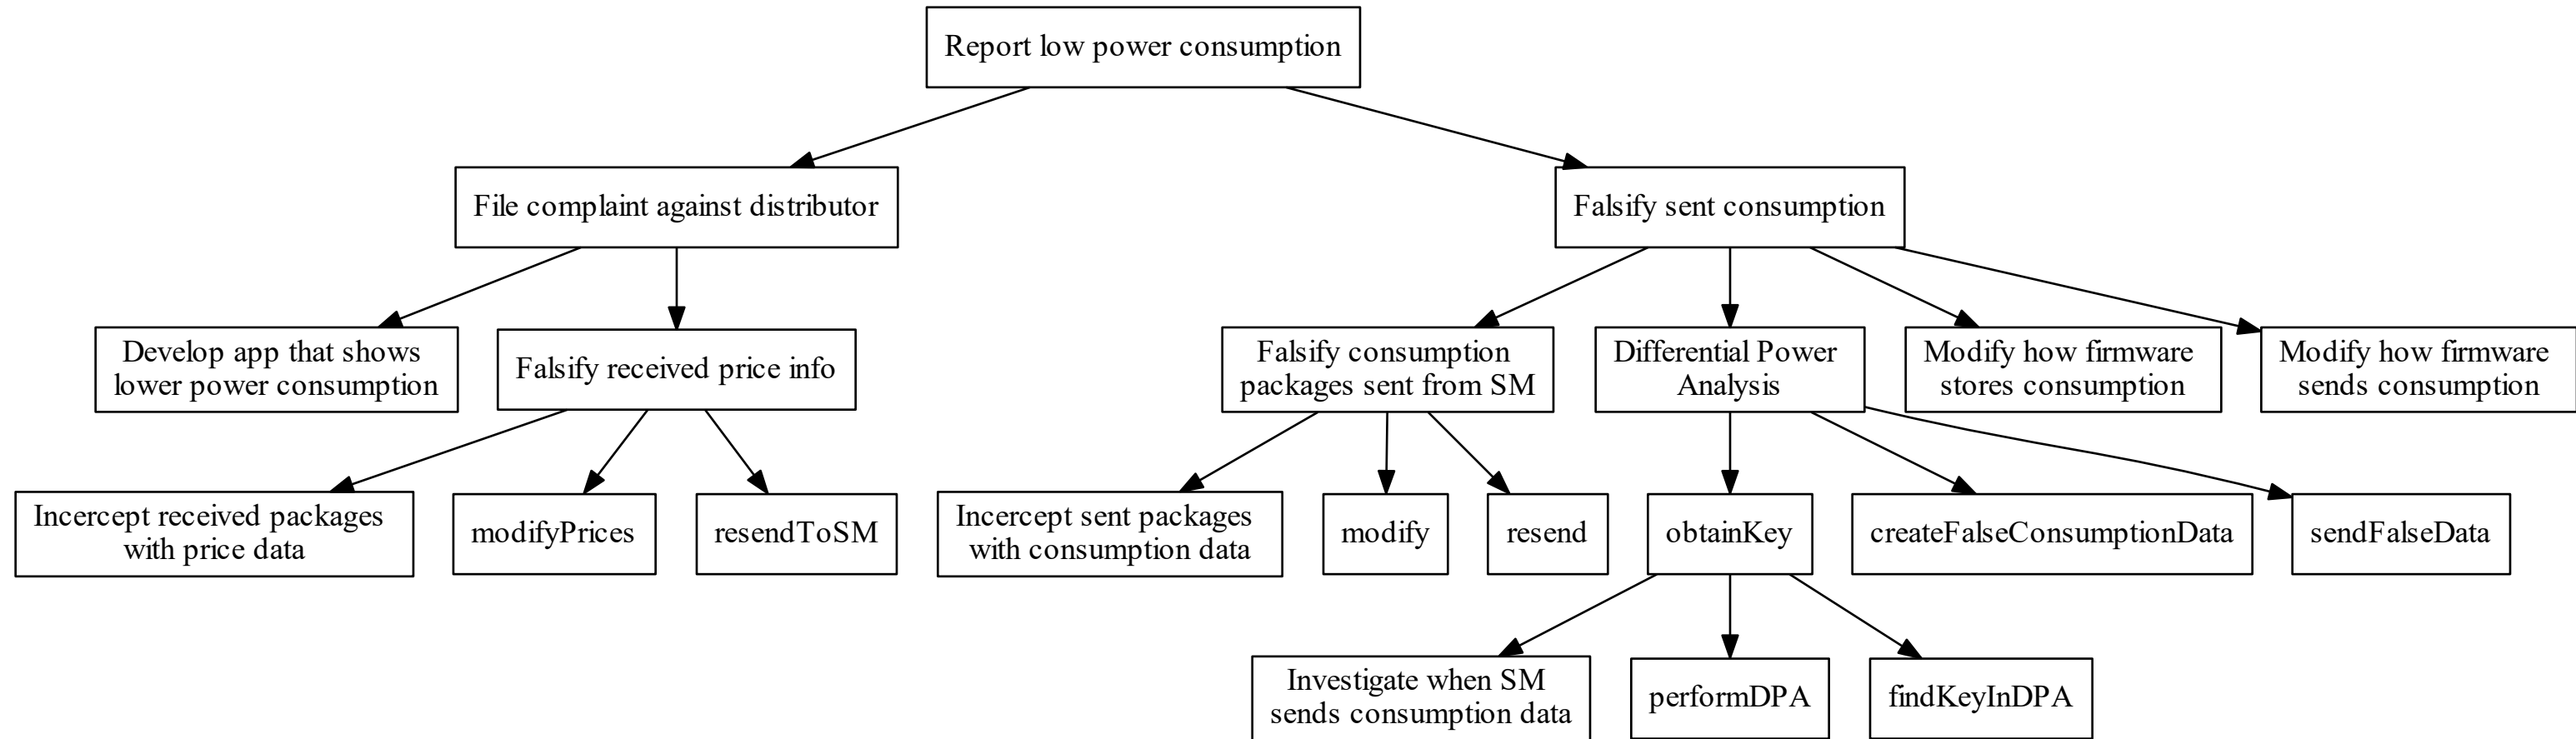 Report low power consumption
File complaint against distributor
Falsify sent consumption
Develop app that shows
lower power consumption
Falsify received price info
Falsify consumption
packages sent from SM
Differential Power
Analysis
Modify how firmware
stores consumption
Modify how firmware
sends consumption
Incercept received packages
with price data
modifyPrices
resendToSM
Incercept sent packages
with consumption data
modify
resend
obtainKey
createFalseConsumptionData
sendFalseData
Investigate when SM
sends consumption data
performDPA
findKeyInDPA